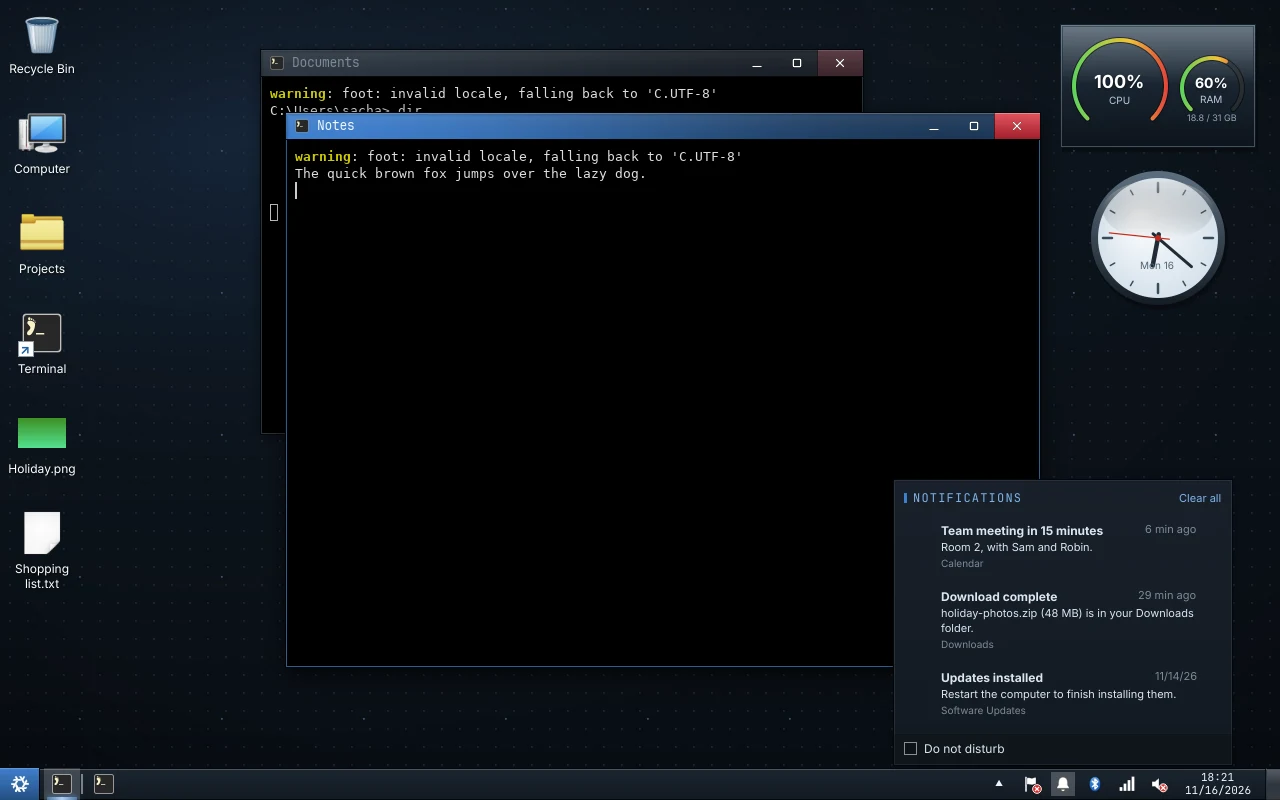 Recycle Bin
Computer
Projects
Terminal
Holiday.png
Shopping
list.txt
Documents
warning: foot: invalid locale, falling back to 'C.UTF-8'
C:\Users\sacha> dir
Notes
warning: foot: invalid locale, falling back to 'C.UTF-8'
The quick brown fox jumps over the lazy dog.
100%
CPU
60%
RAM
18.8 / 31 GB
Mon 16
NOTIFICATIONS
Clear all
Team meeting in 15 minutes
6 min ago
Room 2, with Sam and Robin.
Calendar
Download complete
29 min ago
holiday-photos.zip (48 MB) is in your Downloads
folder.
Downloads
Updates installed
11/14/26
Restart the computer to finish installing them.
Software Updates
Do not disturb
18:21
11/16/2026